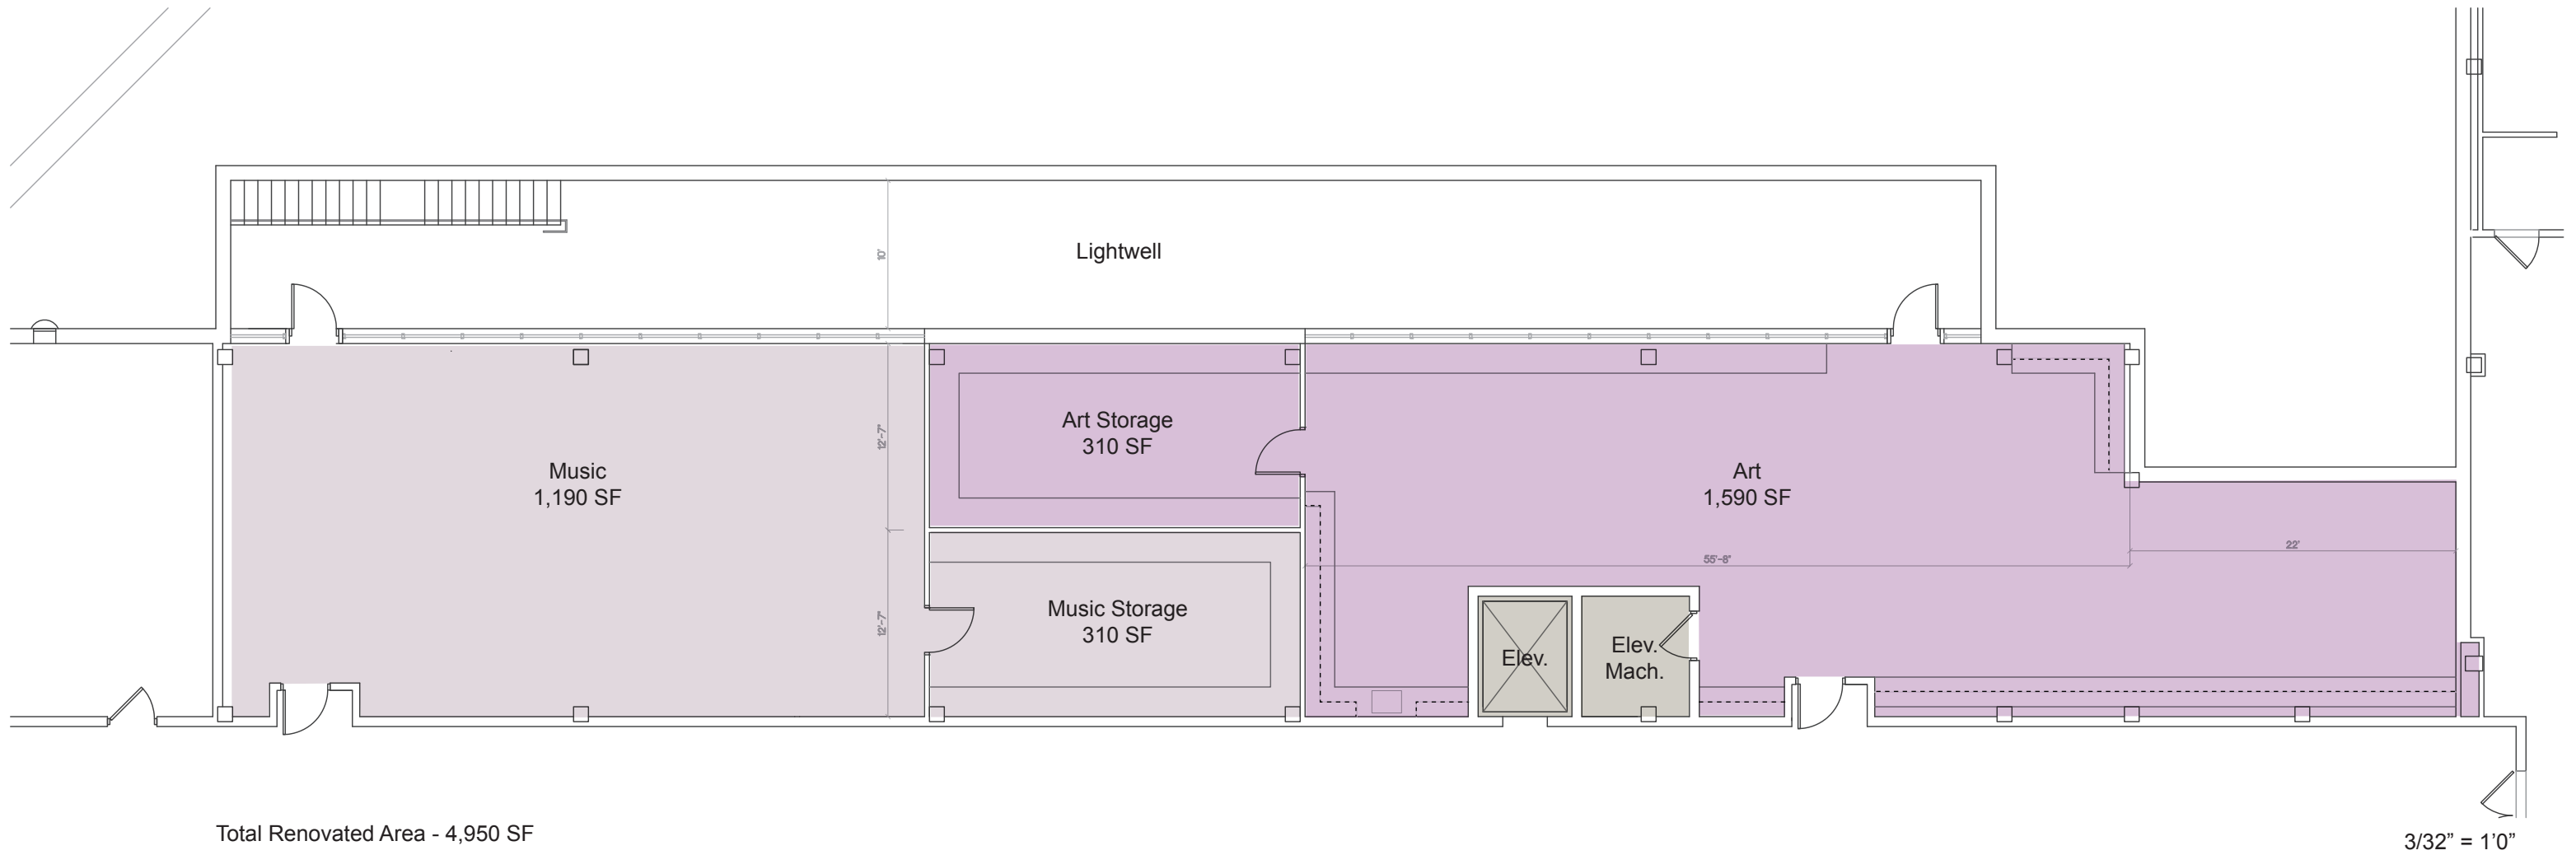 Lightwell
10'
Art Storage
310 SF
12'-7"
Music
1,190 SF
Art
1,590 SF
22'
55'-8"
Music Storage
310 SF
12'-7"
Elev.
Elev.
Mach.
Total Renovated Area - 4,950 SF
3/32” = 1’0”